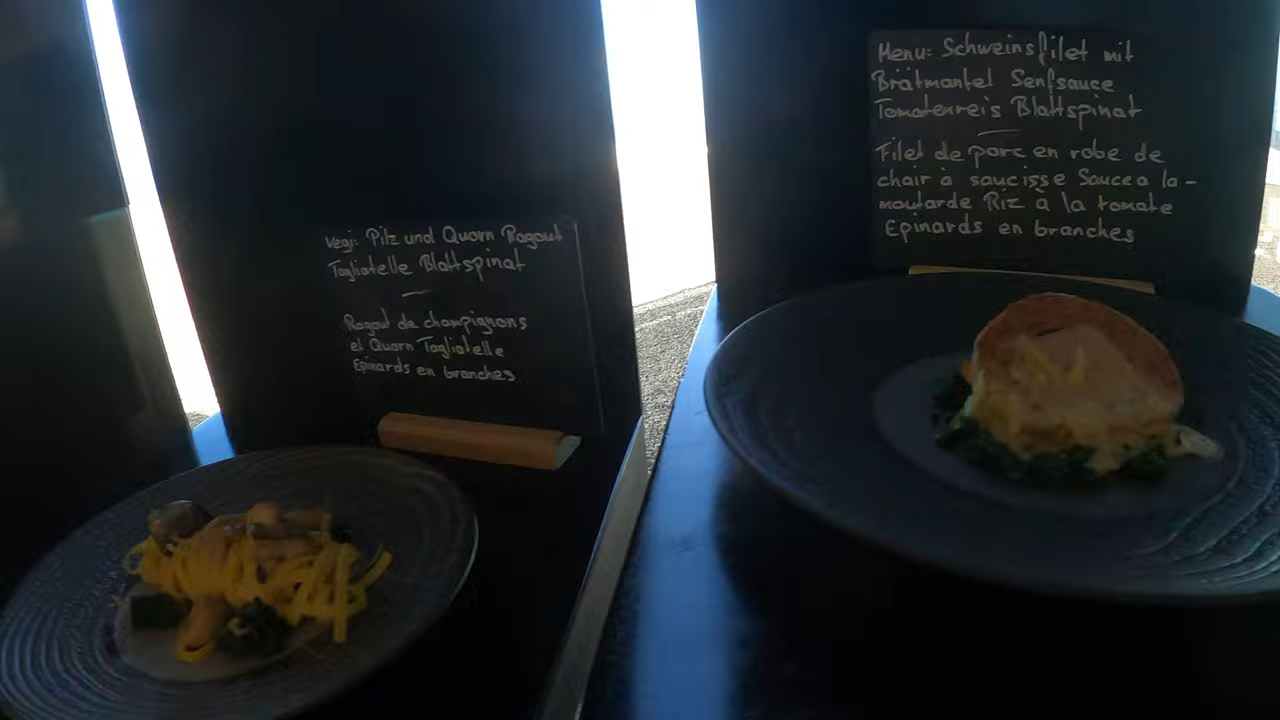 Vegi: Pilz und Quorn Ragout
Tagliatelle Blattspinat
Ragout de champignons
et Quorn Tagliatelle
Epinards en branches
Menu: Schweinsfilet mit
Brätmantel Senfsauce
Tomatenreis Blattspinat
Filet de porc en robe de
chair à saucisse Sauce a la -
moutarde Riz à la tomate
Epinards en branches